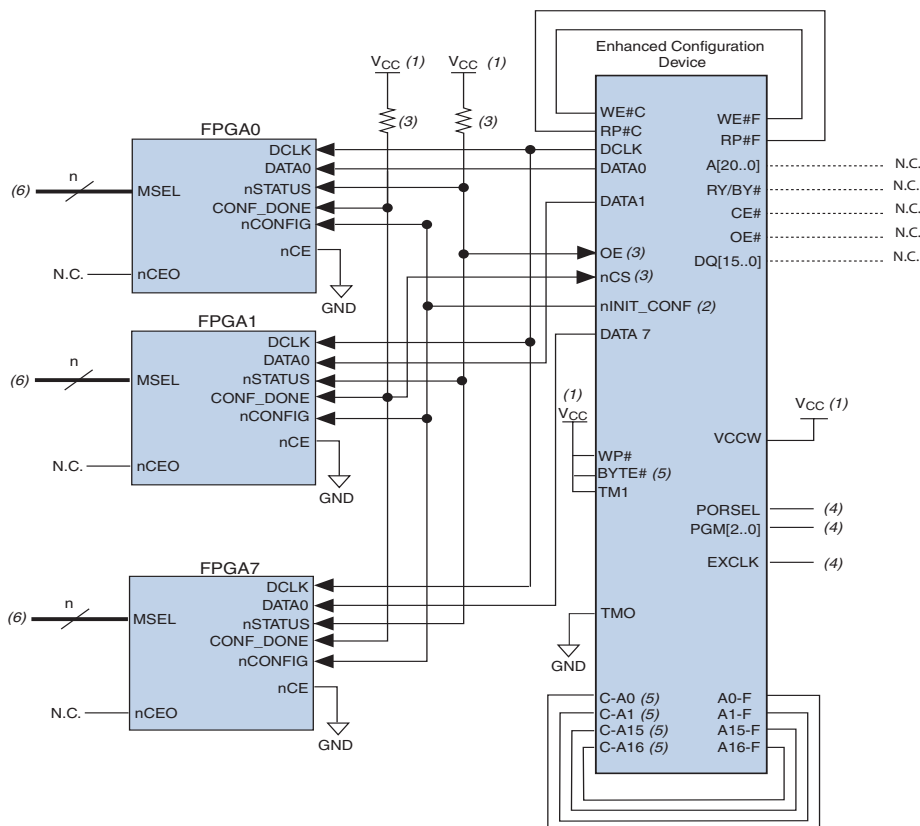 Enhanced Configuration
Device
VCC (1)
VCC (1)
(3)
(3)
FPGA0
DCLK
DATA0
nSTATUS
CONF_DONE
nCONFIG
nCE
GND
n
(6)
MSEL
N.C.
nCEO
FPGA1
DCLK
DATA0
nSTATUS
CONF_DONE
nCONFIG
nCE
GND
n
(6)
MSEL
N.C.
nCEO
FPGA7
DCLK
DATA0
nSTATUS
CONF_DONE
nCONFIG
nCE
GND
n
(6)
MSEL
N.C.
nCEO
WE#C
RP#C
DCLK
DATA0
DATA1
OE (3)
nCS (3)
nINIT_CONF (2)
DATA 7
(1)
VCC
WP#
BYTE# (5)
TM1
TMO
GND
C-A0 (5)
C-A1 (5)
C-A15 (5)
C-A16 (5)
WE#F
RP#F
A[20..0]
N.C.
RY/BY#
N.C.
CE#
N.C.
OE#
N.C.
DQ[15..0]
N.C.
VCC (1)
VCCW
PORSEL
(4)
PGM[2..0]
(4)
EXCLK
(4)
A0-F
A1-F
A15-F
A16-F